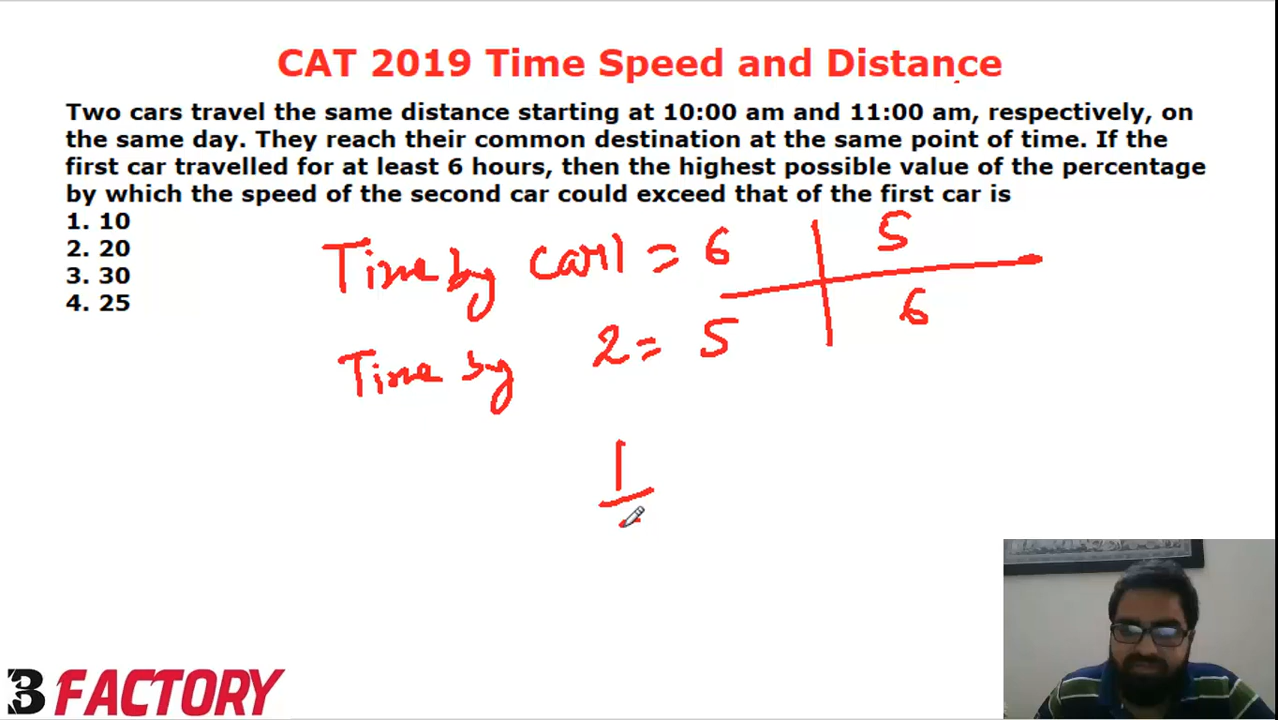 CAT 2019 Time Speed and Distance
Two cars travel the same distance starting at 10:00 am and 11:00 am, respectively, on
the same day. They reach their common destination at the same point of time. If the
first car travelled for at least 6 hours, then the highest possible value of the percentage
by which the speed of the second car could exceed that of the first car is
1. 10
2. 20
3. 30
4. 25
Time by car1 = 6
5
Time by 2 = 5
6
1
3 FACTORY